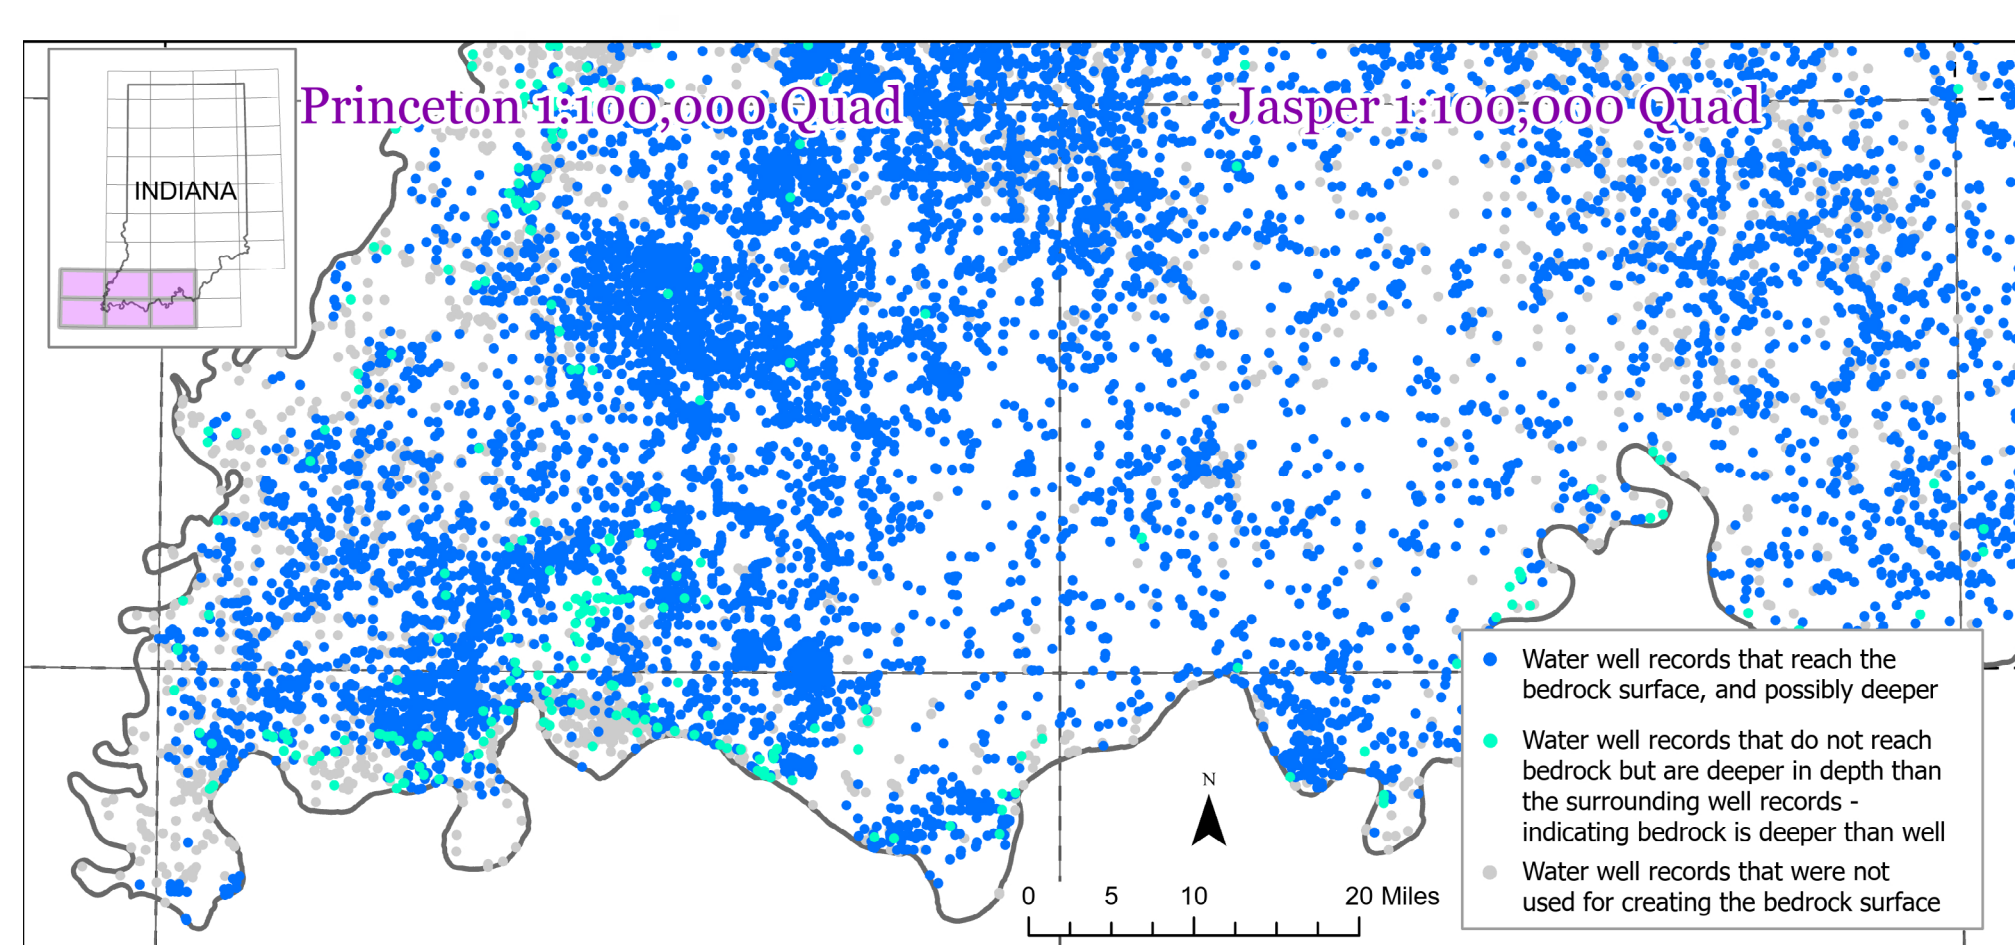 Princeton 1:100,000 Quad
Jasper 1:100,000 Quad
INDIANA
Water well records that reach the
bedrock surface, and possibly deeper
Water well records that do not reach
bedrock but are deeper in depth than
the surrounding well records -
indicating bedrock is deeper than well
Water well records that were not
used for creating the bedrock surface
N
0 5 10 20 Miles